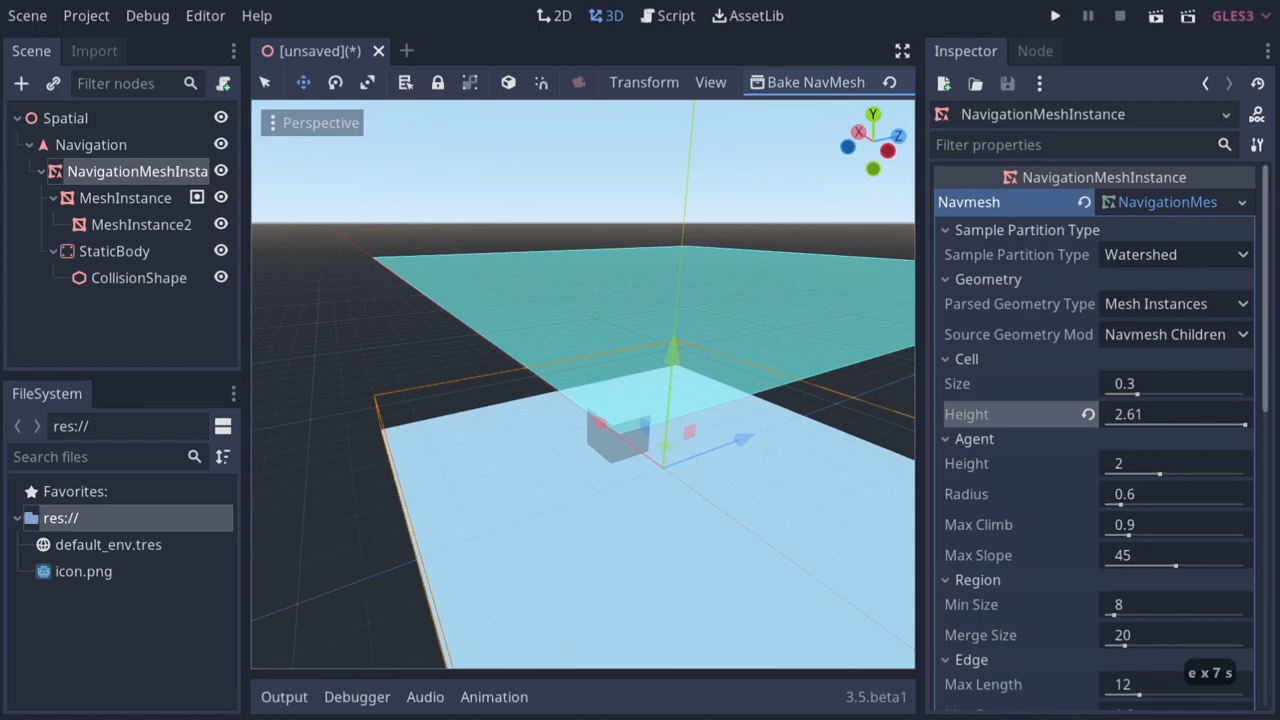 Scene Project Debug Editor Help
2D 3D Script AssetLib
GLES3
Scene Import
Filter nodes
Spatial
Navigation
NavigationMeshInsta
MeshInstance
MeshInstance2
StaticBody
CollisionShape
FileSystem
res://
Search files
Favorites:
res://
default_env.tres
icon.png
[unsaved](*)
Transform View Bake NavMesh
Perspective
Y
X
Z
Output Debugger Audio Animation 3.5.beta1
Inspector Node
NavigationMeshInstance
DOC
Filter properties
NavigationMeshInstance
Navmesh NavigationMes
Sample Partition Type
Sample Partition Type Watershed
Geometry
Parsed Geometry Type Mesh Instances
Source Geometry Mod Navmesh Children
Cell
Size 0.3
Height 2.61
Agent
Height 2
Radius 0.6
Max Climb 0.9
Max Slope 45
Region
Min Size 8
Merge Size 20
Edge
Max Length 12
e x 7 s